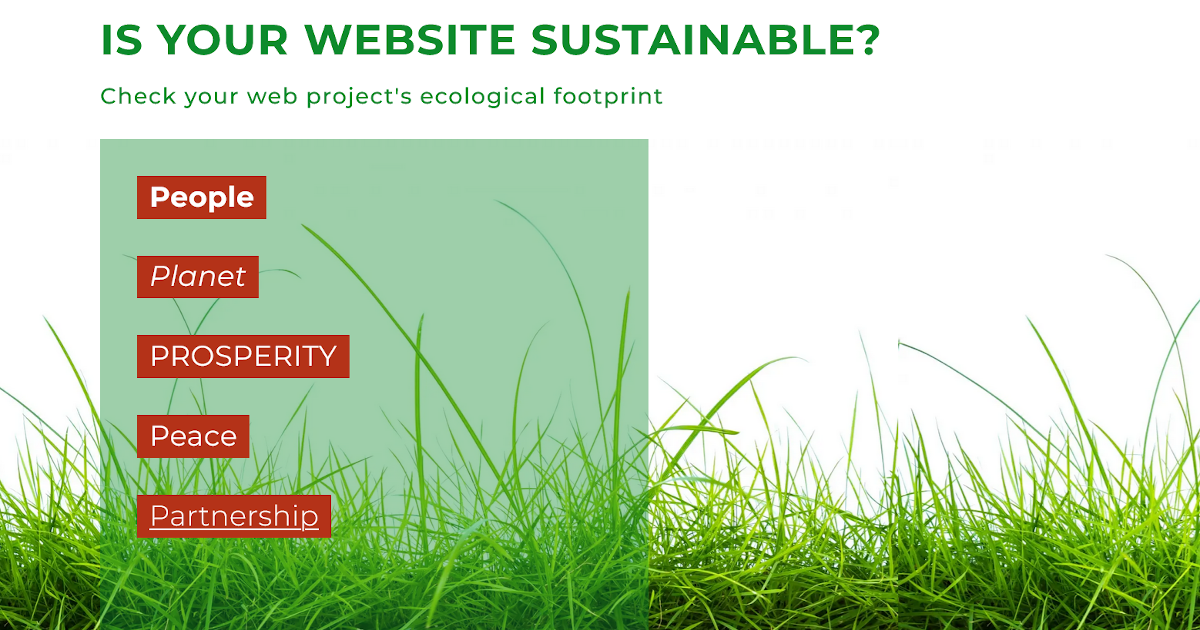 IS YOUR WEBSITE SUSTAINABLE?
Check your web project's ecological footprint
People
Planet
PROSPERITY
Peace
Partnership